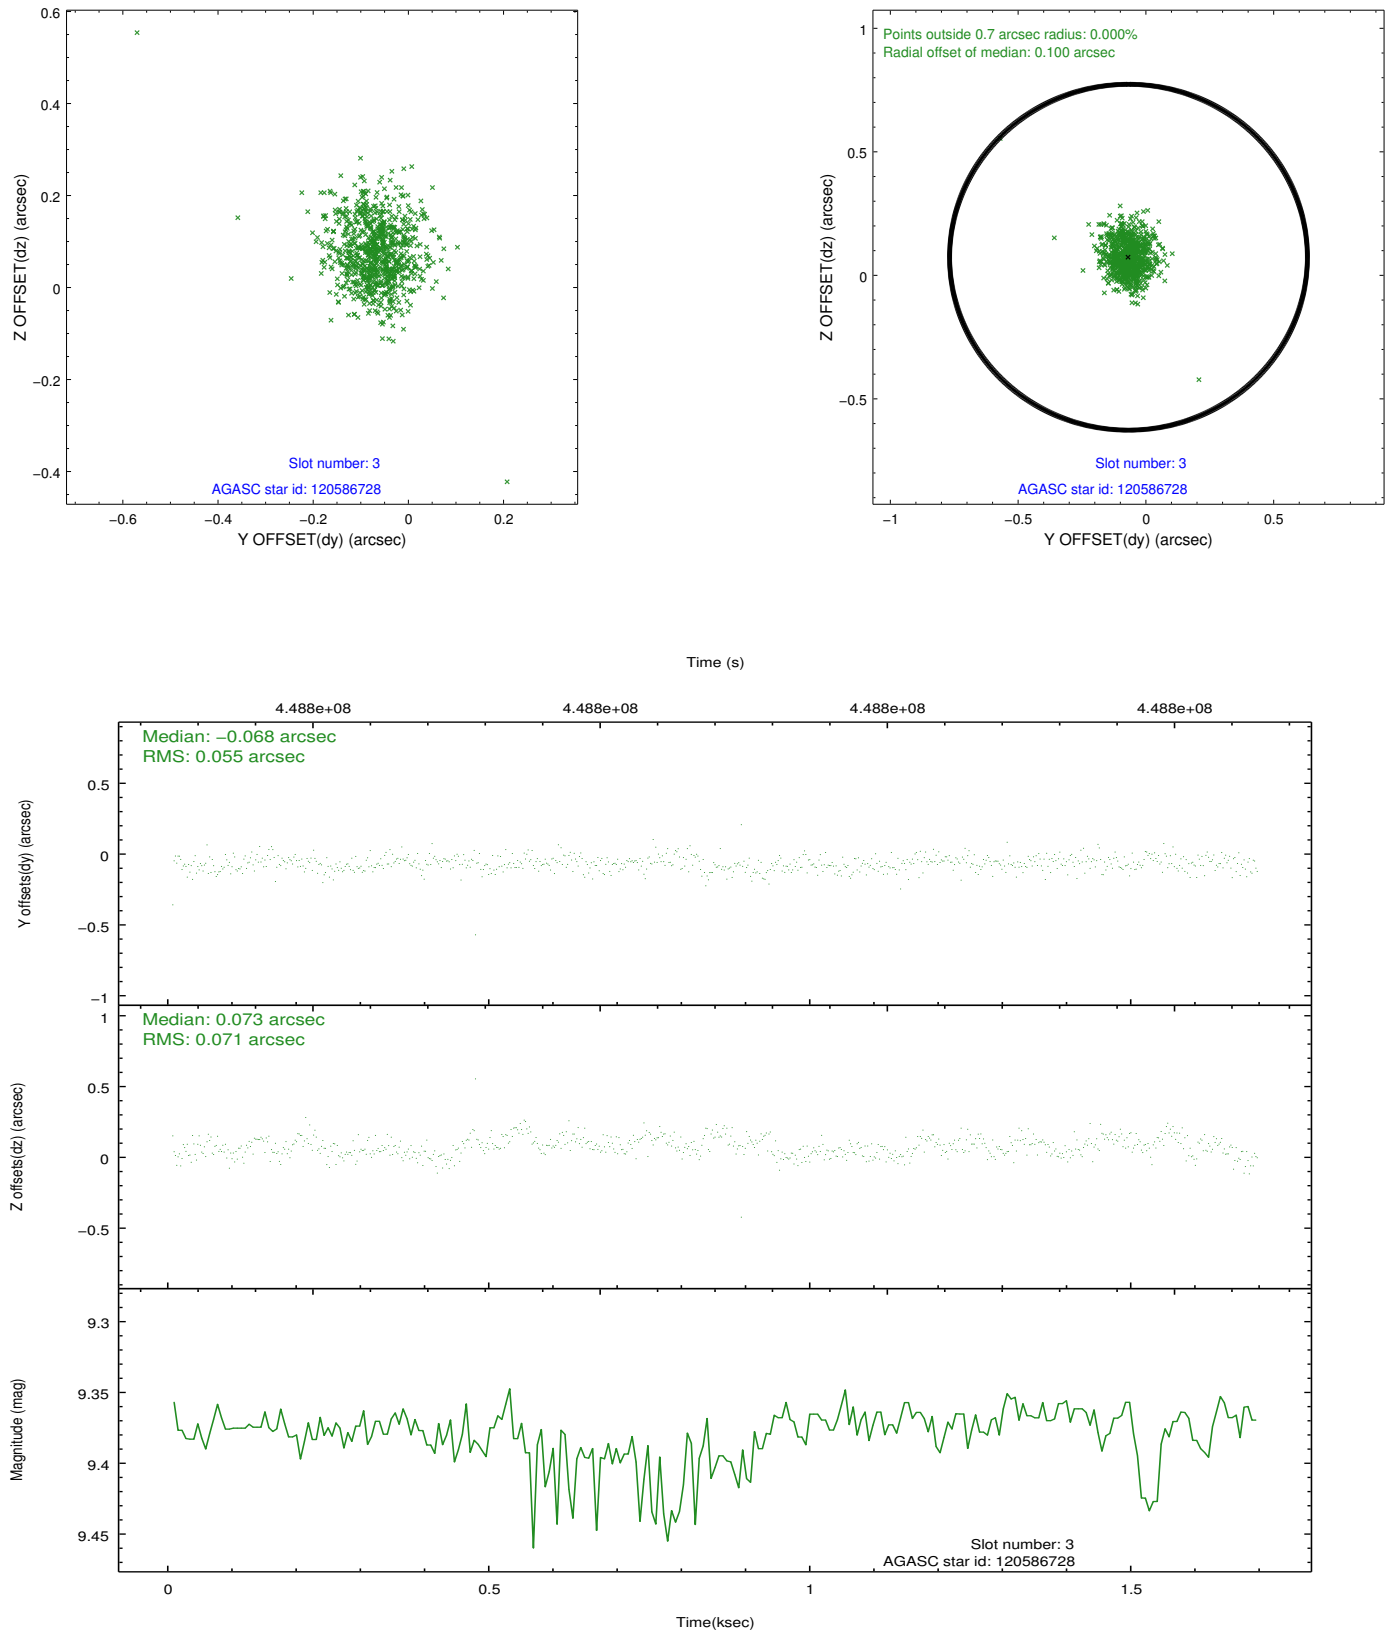 0.6
0.4
0.2
0
−0.2
−0.4
Z OFFSET(dz) (arcsec)
Slot number: 3
AGASC star id: 120586728
−0.6 −0.4 −0.2 0 0.2
Y OFFSET(dy) (arcsec)
Points outside 0.7 arcsec radius: 0.000%
Radial offset of median: 0.100 arcsec
1
0.5
0
−0.5
Z OFFSET(dz) (arcsec)
Slot number: 3
AGASC star id: 120586728
−1 −0.5 0 0.5
Y OFFSET(dy) (arcsec)
Time (s)
4.488e+08 4.488e+08 4.488e+08 4.488e+08
Median: −0.068 arcsec
RMS: 0.055 arcsec
0.5
0
−0.5
−1
Y offsets(dy) (arcsec)
Median: 0.073 arcsec
RMS: 0.071 arcsec
1
0.5
0
−0.5
Z offsets(dz) (arcsec)
9.3
9.35
9.4
9.45
Magnitude (mag)
Slot number: 3
AGASC star id: 120586728
0 0.5 1 1.5
Time(ksec)